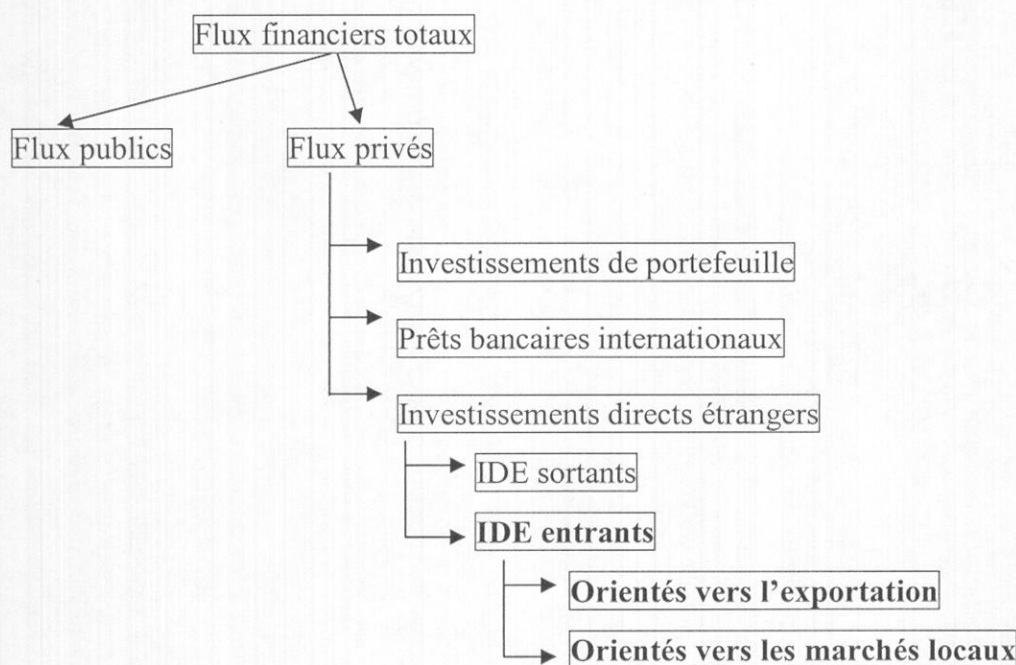 Flux financiers totaux
Flux publics
Flux privés
Investissements de portefeuille
Prêts bancaires internationaux
Investissements directs étrangers
IDE sortants
IDE entrants
Orientés vers l'exportation
Orientés vers les marchés locaux